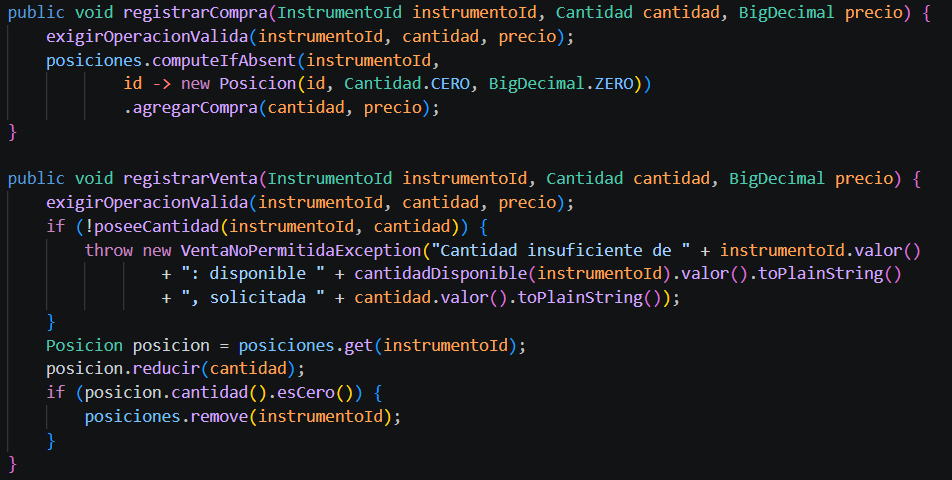 public void registrarCompra(InstrumentoId instrumentoId, Cantidad cantidad, BigDecimal precio) {
    exigirOperacionValida(instrumentoId, cantidad, precio);
    posiciones.computeIfAbsent(instrumentoId,
            id -> new Posicion(id, Cantidad.CERO, BigDecimal.ZERO))
            .agregarCompra(cantidad, precio);
}

public void registrarVenta(InstrumentoId instrumentoId, Cantidad cantidad, BigDecimal precio) {
    exigirOperacionValida(instrumentoId, cantidad, precio);
    if (!poseeCantidad(instrumentoId, cantidad)) {
        throw new VentaNoPermitidaException("Cantidad insuficiente de " + instrumentoId.valor()
                + ": disponible " + cantidadDisponible(instrumentoId).valor().toPlainString()
                + ", solicitada " + cantidad.valor().toPlainString());
    }
    Posicion posicion = posiciones.get(instrumentoId);
    posicion.reducir(cantidad);
    if (posicion.cantidad().esCero()) {
        posiciones.remove(instrumentoId);
    }
}